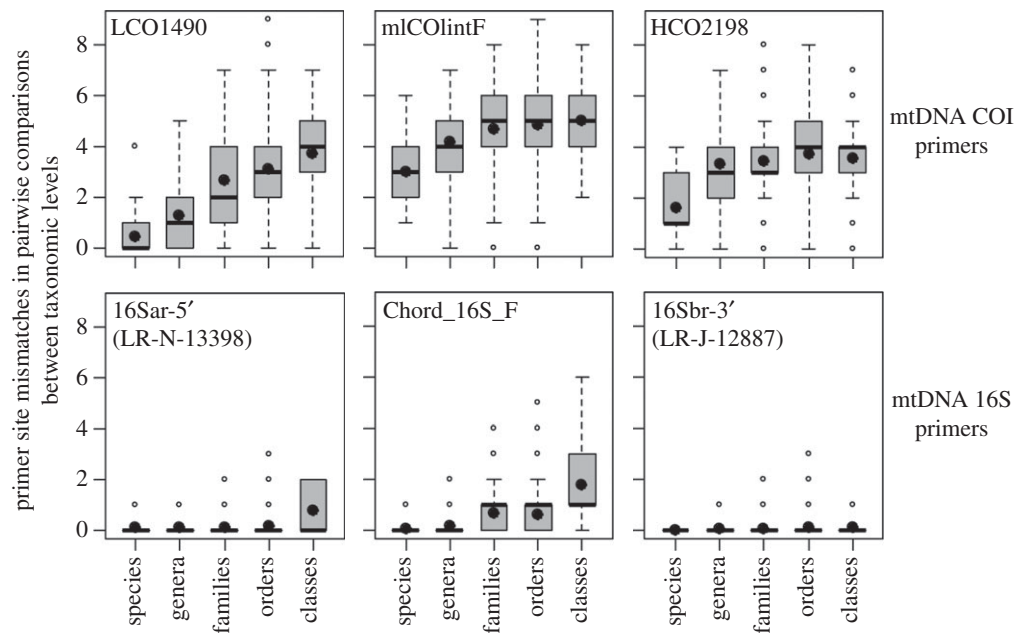 primer site mismatches in pairwise comparisons
between taxonomic levels
LCO1490
mlCOlintF
HCO2198
8
6
4
2
0
mtDNA COI
primers
16Sar-5′
(LR-N-13398)
Chord_16S_F
16Sbr-3′
(LR-J-12887)
8
6
4
2
0
mtDNA 16S
primers
species
genera
families
orders
classes
species
genera
families
orders
classes
species
genera
families
orders
classes